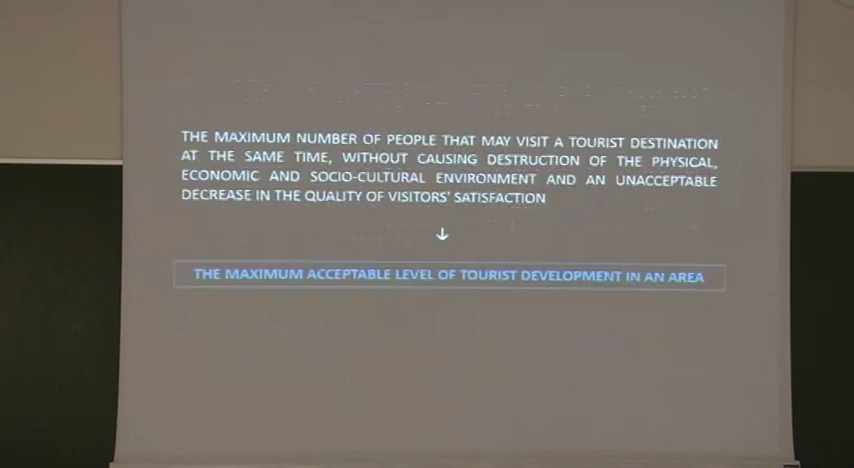 THE MAXIMUM NUMBER OF PEOPLE THAT MAY VISIT A TOURIST DESTINATION
AT THE SAME TIME, WITHOUT CAUSING DESTRUCTION OF THE PHYSICAL,
ECONOMIC AND SOCIO-CULTURAL ENVIRONMENT AND AN UNACCEPTABLE
DECREASE IN THE QUALITY OF VISITORS' SATISFACTION
↓
THE MAXIMUM ACCEPTABLE LEVEL OF TOURIST DEVELOPMENT IN AN AREA